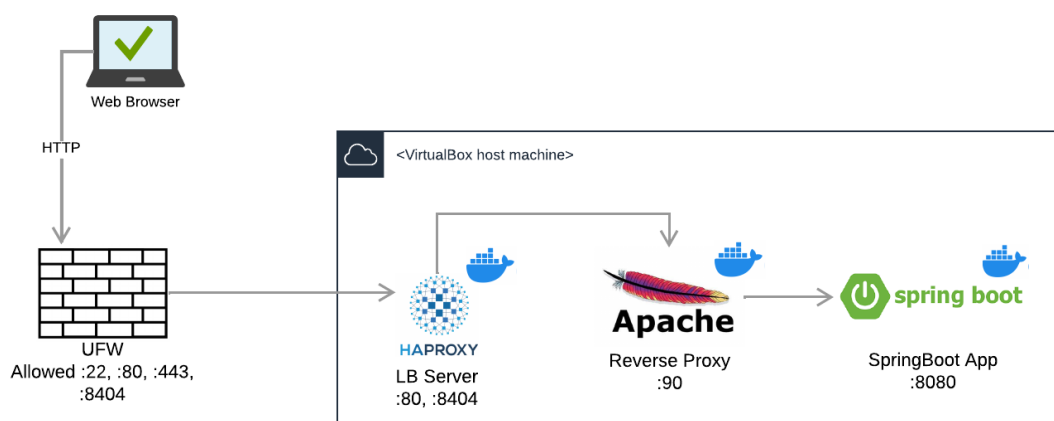 Web Browser
HTTP
<VirtualBox host machine>
UFW
Allowed :22, :80, :443,
:8404
HAPROXY
LB Server
:80, :8404
Apache
Reverse Proxy
:90
spring boot
SpringBoot App
:8080